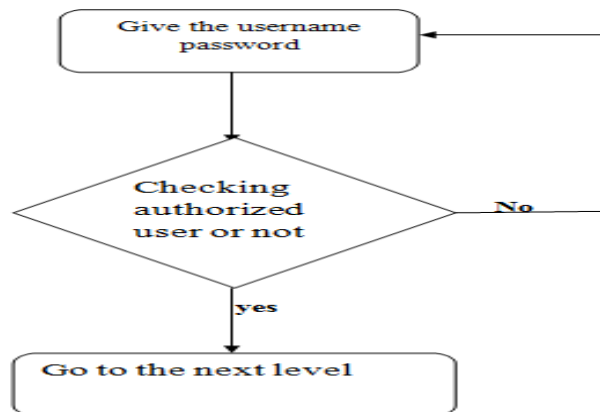 Give the username
password
Checking
authorized
user or not
No
yes
Go to the next level